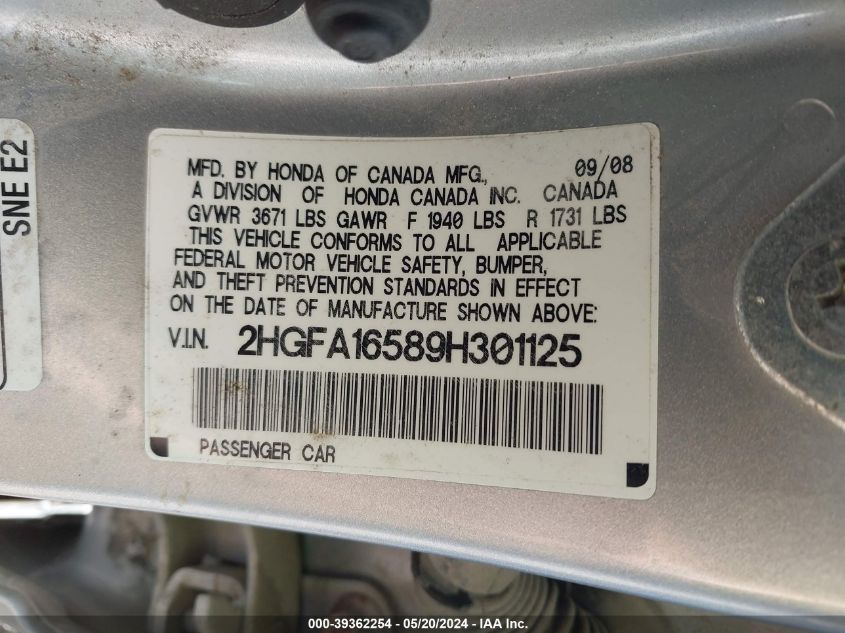 SNE E2
MFD. BY HONDA OF CANADA MFG., 09/08
A DIVISION OF HONDA CANADA INC. CANADA
GVWR 3671 LBS GAWR F 1940 LBS R 1731 LBS
THIS VEHICLE CONFORMS TO ALL APPLICABLE
FEDERAL MOTOR VEHICLE SAFETY, BUMPER,
AND THEFT PREVENTION STANDARDS IN EFFECT
ON THE DATE OF MANUFACTURE SHOWN ABOVE:
V.I.N. 2HGFA16589H301125
PASSENGER CAR
000-39362254 - 05/20/2024 - IAA Inc.